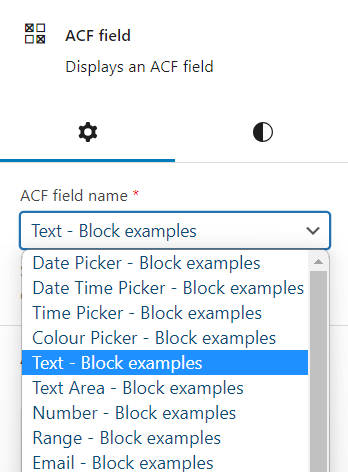 ACF field
Displays an ACF field
ACF field name *
Text - Block examples
Date Picker - Block examples
Date Time Picker - Block examples
Time Picker - Block examples
Colour Picker - Block examples
Text - Block examples
Text Area - Block examples
Number - Block examples
Range - Block examples
Email - Block examples